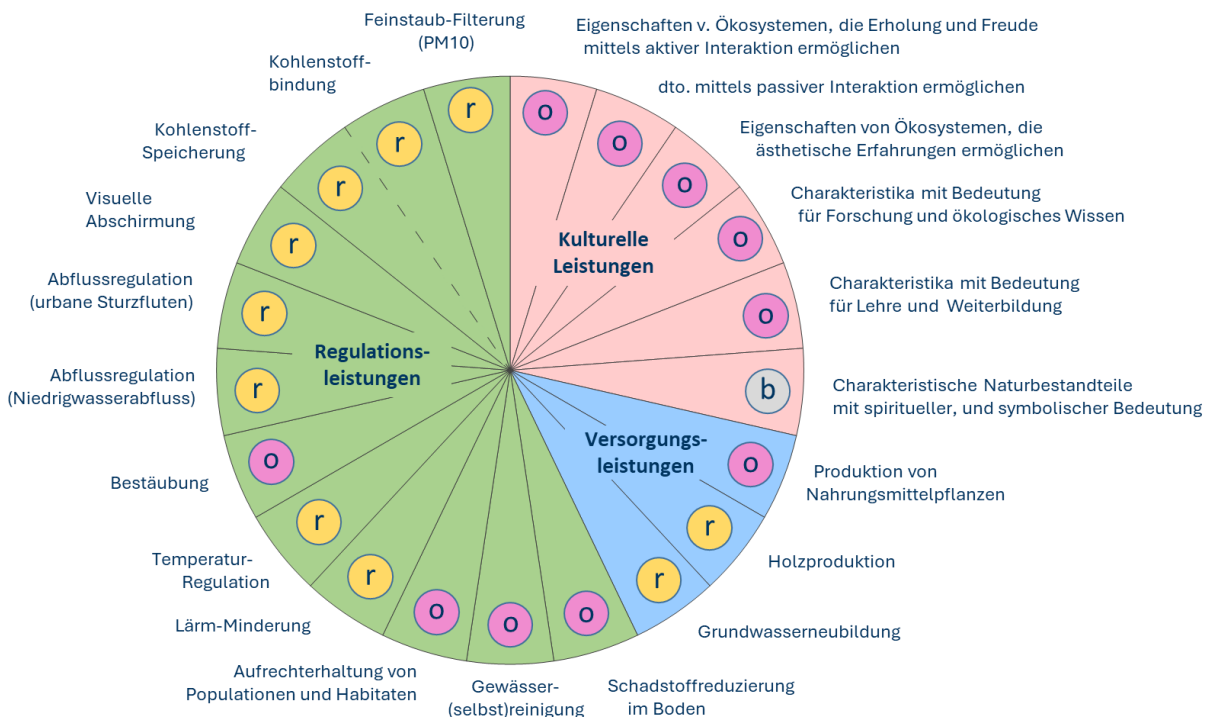 Feinstaub-Filterung
(PM10)
Eigenschaften v. Ökosystemen, die Erholung und Freude
mittels aktiver Interaktion ermöglichen
dto. mittels passiver Interaktion ermöglichen
Eigenschaften von Ökosystemen, die
ästhetische Erfahrungen ermöglichen
Charakteristika mit Bedeutung
für Forschung und ökologisches Wissen
Charakteristika mit Bedeutung
für Lehre und Weiterbildung
Charakteristische Naturbestandteile
mit spiritueller, und symbolischer Bedeutung
Produktion von
Nahrungsmittelpflanzen
Holzproduktion
Grundwasserneubildung
Schadstoffreduzierung
im Boden
Gewässer-
(selbst)reinigung
Aufrechterhaltung von
Populationen und Habitaten
Lärm-Minderung
Temperatur-
Regulation
Bestäubung
Abflussregulation
(Niedrigwasserabfluss)
Abflussregulation
(urbane Sturzfluten)
Visuelle
Abschirmung
Kohlenstoff-
Speicherung
Kohlenstoff-
bindung
Kulturelle
Leistungen
Versorgungs-
leistungen
Regulations-
leistungen
o
o
o
o
o
b
o
r
r
o
o
o
r
r
o
r
r
r
r
r
r